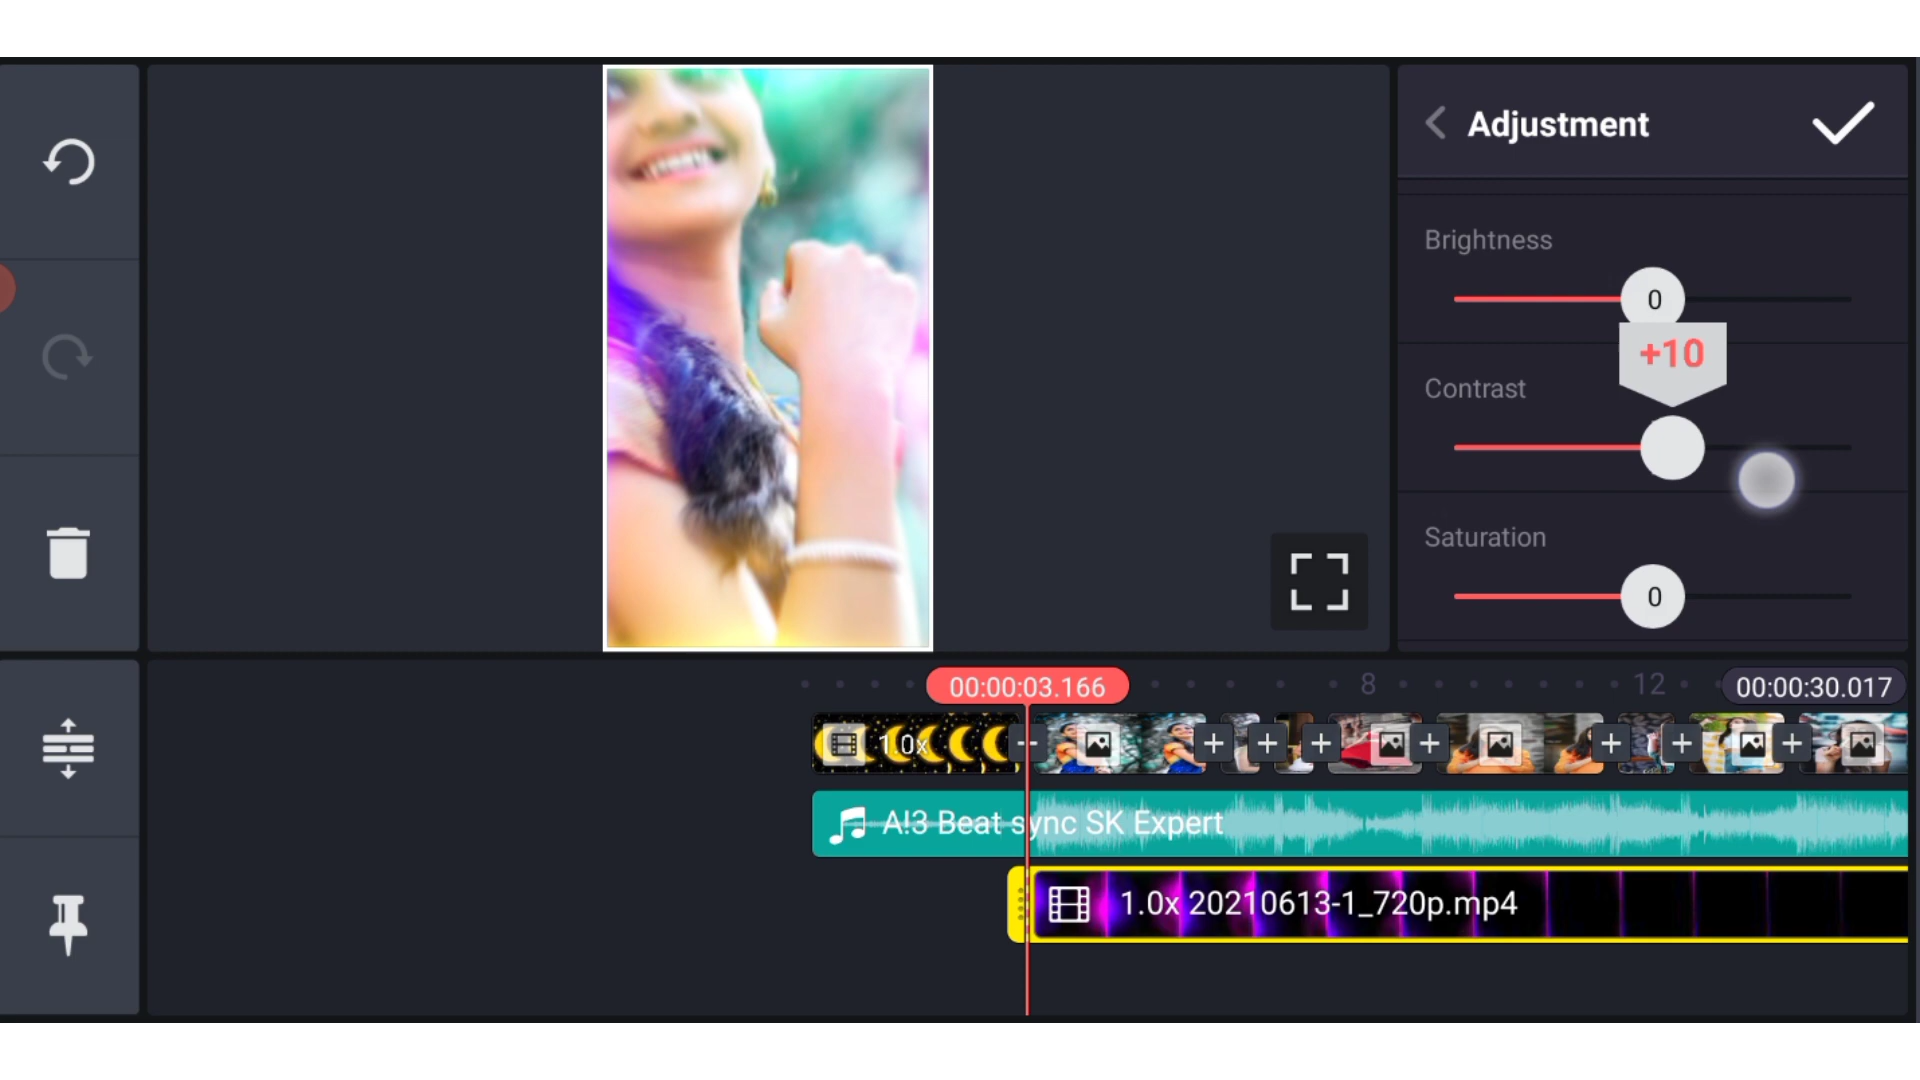 Adjustment
Brightness
0
+10
Contrast
Saturation
0
00:00:03.166
8
12
00:00:30.017
1.0x
A!3 Beat sync SK Expert
1.0x 20210613-1_720p.mp4